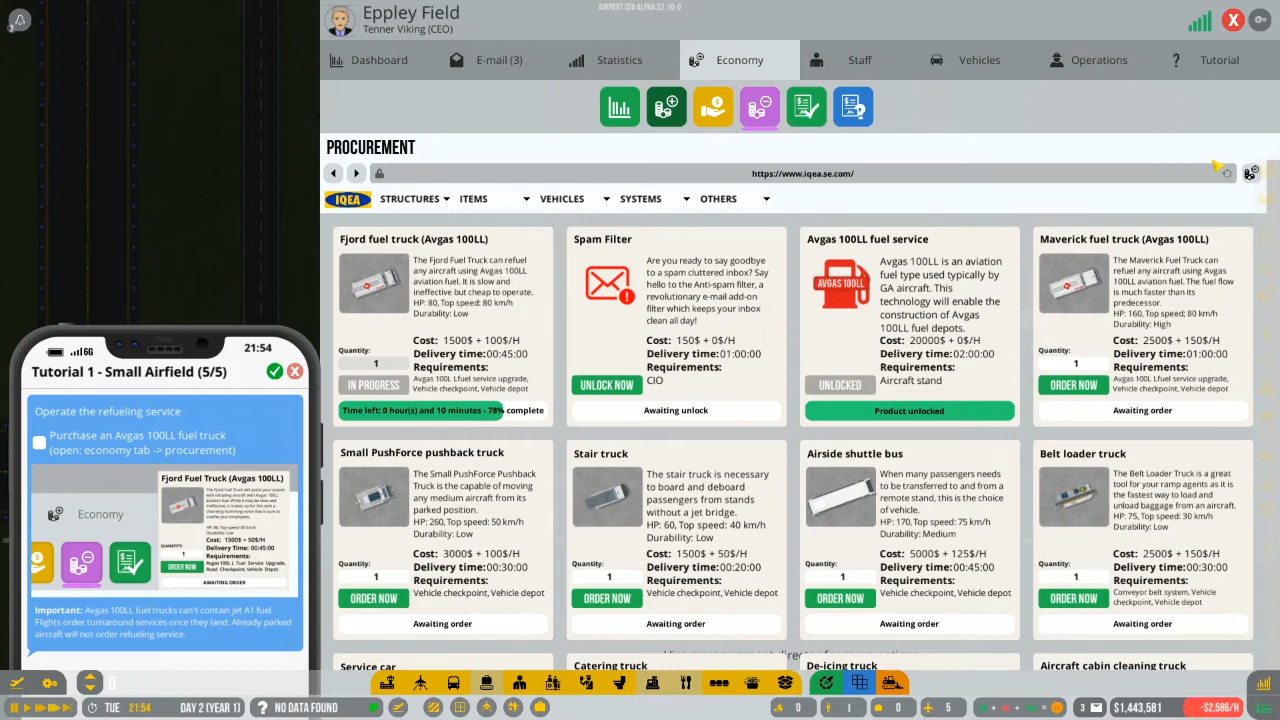 AIRPORT CEO ALPHA 32.10-0
3
Eppley Field
Tenner Viking (CEO)
Dashboard
E-mail (3)
Statistics
Economy
Staff
Vehicles
Operations
Tutorial
PROCUREMENT
https://www.iqea.se.com/
IQEA
STRUCTURES
ITEMS
VEHICLES
SYSTEMS
OTHERS
Fjord fuel truck (Avgas 100LL)
The Fjord Fuel Truck can refuel
any aircraft using Avgas 100LL
aviation fuel. It is slow and
ineffective but cheap to operate.
HP: 80, Top speed: 80 km/h
Durability: Low
Quantity:
1
Cost: 1500$ + 100$/H
Delivery time:00:45:00
Requirements:
Avgas 100 LLfuel service upgrade,
Vehicle checkpoint, Vehicle depot
IN PROGRESS
Time left: 0 hour(s) and 10 minutes - 78% complete
Spam Filter
Are you ready to say goodbye
to a spam cluttered inbox? Say
hello to the Anti-spam filter, a
revolutionary e-mail add-on
filter which keeps your inbox
clean all day!
Cost: 150$ + 0$/H
Delivery time:01:00:00
Requirements:
CIO
UNLOCK NOW
Awaiting unlock
Avgas 100LL fuel service
AVGAS 100LL
Avgas 100LL is an aviation
fuel type used typically by
GA aircraft. This
technology will enable the
construction of Avgas
100LL fuel depots.
Cost: 20000$ + 0$/H
Delivery time:02:00:00
Requirements:
Aircraft stand
UNLOCKED
Product unlocked
Maverick fuel truck (Avgas 100LL)
The Maverick Fuel Truck can
refuel any aircraft using Avgas
100LL aviation fuel. The fuel flow
is much faster than its
predecessor.
HP: 160, Top speed; 80 km/h
Durability: High
Quantity:
1
Cost: 2500$ + 150$/H
Delivery time:01:00:00
Requirements:
Avgas 100LL fuel service upgrade,
Vehicle checkpoint, Vehicle depot
ORDER NOW
Awaiting order
Small PushForce pushback truck
The Small PushForce Pushback
Truck is the capable of moving
any medium aircraft from its
parked position.
HP: 260, Top speed: 50 km/h
Durability: Low
Quantity:
1
Cost: 3000$ + 100$/H
Delivery time:00:30:00
Requirements:
Vehicle checkpoint, Vehicle depot
ORDER NOW
Awaiting order
Stair truck
The stair truck is necessary
to board and deboard
passengers from stands
without a jet bridge.
HP: 60, Top speed: 40 km/h
Durability: Low
Quantity:
1
Cost: 1500$ + 50$/H
Delivery time:00:20:00
Requirements:
Vehicle checkpoint, Vehicle depot
ORDER NOW
Awaiting order
Airside shuttle bus
When many passengers needs
to be transferred to and from a
remote stand, this is the choice
of vehicle.
HP: 170, Top speed: 75 km/h
Durability: Medium
Quantity:
1
Cost: 5000$ + 125$/H
Delivery time:00:45:00
Requirements:
Vehicle checkpoint, Vehicle depot
ORDER NOW
Awaiting order
Belt loader truck
The Belt Loader Truck is a great
tool for your ramp agents as it
is the fastest way to load and
unload baggage from an aircraft.
HP: 75, Top speed: 30 km/h
Durability: Low
Quantity:
1
Cost: 2500$ + 150$/H
Delivery time:00:30:00
Requirements:
Conveyor belt system, Vehicle
checkpoint, Vehicle depot
ORDER NOW
Awaiting order
Service car
Catering truck
De-icing truck
Aircraft cabin cleaning truck
6G
21:54
Tutorial 1 - Small Airfield (5/5)
Operate the refueling service
Purchase an Avgas 100LL fuel truck
(open: economy tab -> procurement)
Economy
Fjord Fuel Truck (Avgas 100LL)
QUANTITY:
1
Cost: 1500$ + 50$/H
Delivery Time: 00:45:00
Requirements:
Avgas 100 LL Fuel Service Upgrade,
Road Checkpoint, Vehicle Depot
ORDER NOW
AWAITING ORDER
Important: Avgas 100LL fuel trucks can't contain Jet A1 fuel.
Flights order turnaround services once they land. Already parked
aircraft will not order refueling service.
0
TUE 21:54
DAY 2 (YEAR 1)
? NO DATA FOUND
0
1
0
5
3
$1,443,581
-$2,686/H